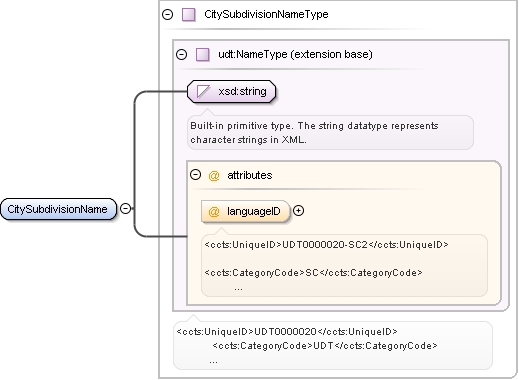 CitySubdivisionNameType
udt:NameType (extension base)
xsd:string
Built-in primitive type. The string datatype represents
character strings in XML.
@ attributes
CitySubdivisionName
@ languageID
<ccts:UniqueID>UDT0000020-SC2</ccts:UniqueID>
<ccts:CategoryCode>SC</ccts:CategoryCode>
...
<ccts:UniqueID>UDT0000020</ccts:UniqueID>
<ccts:CategoryCode>UDT</ccts:CategoryCode>
...